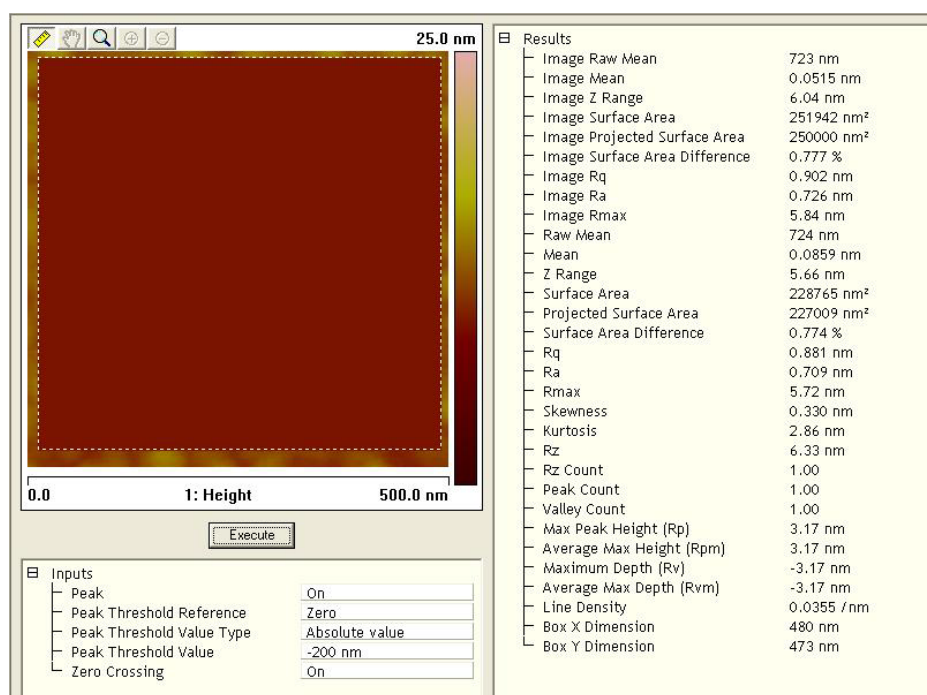 25.0 nm
0.0 1: Height 500.0 nm
Execute
Inputs
Peak On
Peak Threshold Reference Zero
Peak Threshold Value Type Absolute value
Peak Threshold Value -200 nm
Zero Crossing On
Results
Image Raw Mean 723 nm
Image Mean 0.0515 nm
Image Z Range 6.04 nm
Image Surface Area 251942 nm²
Image Projected Surface Area 250000 nm²
Image Surface Area Difference 0.777 %
Image Rq 0.902 nm
Image Ra 0.726 nm
Image Rmax 5.84 nm
Raw Mean 724 nm
Mean 0.0859 nm
Z Range 5.66 nm
Surface Area 228765 nm²
Projected Surface Area 227009 nm²
Surface Area Difference 0.774 %
Rq 0.881 nm
Ra 0.709 nm
Rmax 5.72 nm
Skewness 0.330 nm
Kurtosis 2.86 nm
Rz 6.33 nm
Rz Count 1.00
Peak Count 1.00
Valley Count 1.00
Max Peak Height (Rp) 3.17 nm
Average Max Height (Rpm) 3.17 nm
Maximum Depth (Rv) -3.17 nm
Average Max Depth (Rvm) -3.17 nm
Line Density 0.0355 /nm
Box X Dimension 480 nm
Box Y Dimension 473 nm